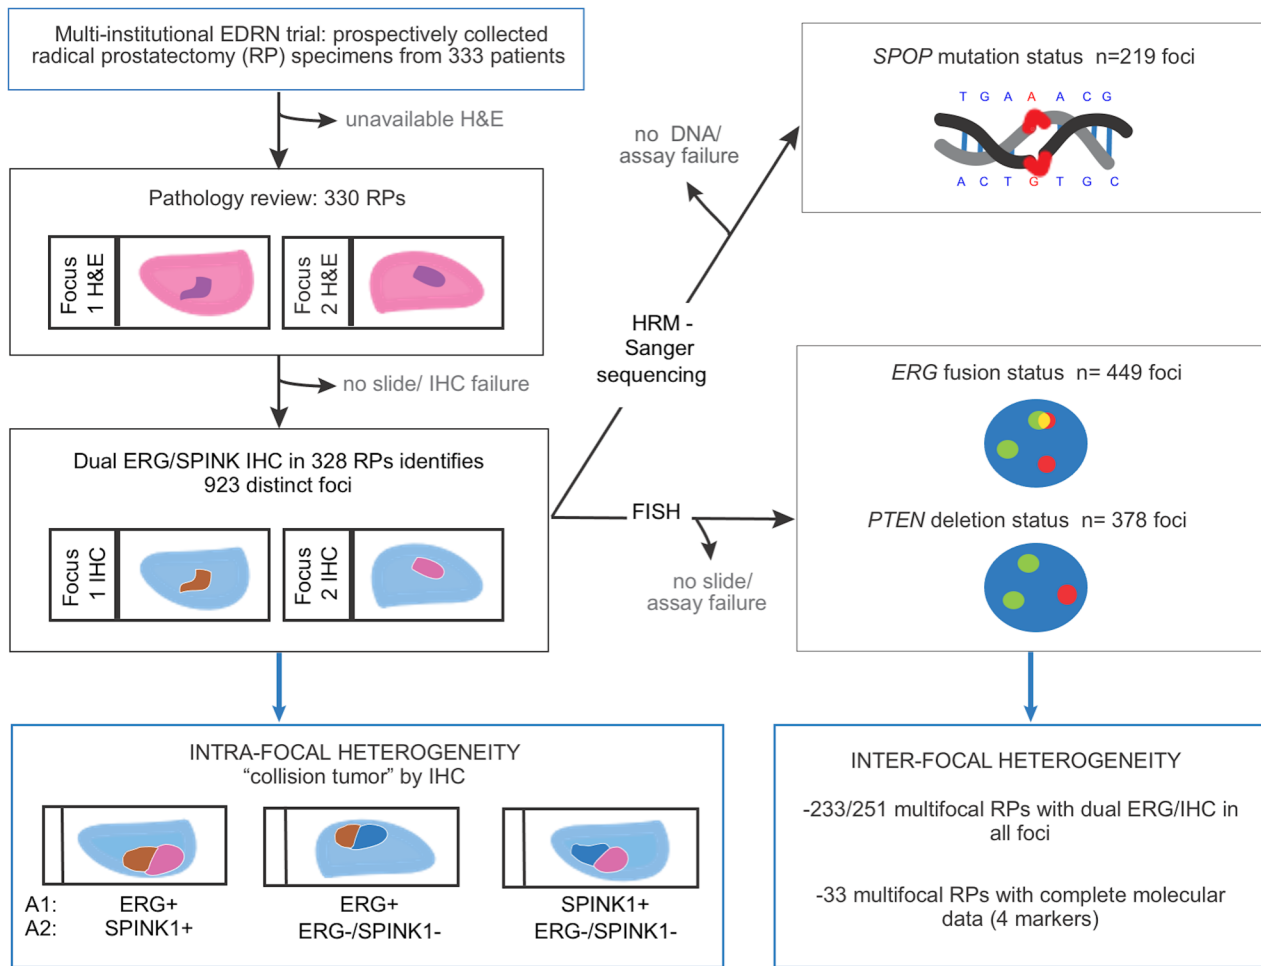 Multi-institutional EDRN trial: prospectively collected
radical prostatectomy (RP) specimens from 333 patients
unavailable H&E
Pathology review: 330 RPs
Focus
1 H&E
Focus
2 H&E
no slide/ IHC failure
Dual ERG/SPINK IHC in 328 RPs identifies
923 distinct foci
Focus
1 IHC
Focus
2 IHC
no DNA/
assay failure
HRM -
Sanger
sequencing
FISH
no slide/
assay failure
SPOP mutation status n=219 foci
T G A A A C G
A C T G T G C
ERG fusion status n= 449 foci
PTEN deletion status n= 378 foci
INTRA-FOCAL HETEROGENEITY
“collision tumor” by IHC
A1: ERG+ ERG+ SPINK1+
A2: SPINK1+ ERG-/SPINK1- ERG-/SPINK1-
INTER-FOCAL HETEROGENEITY
-233/251 multifocal RPs with dual ERG/IHC in
all foci
-33 multifocal RPs with complete molecular
data (4 markers)